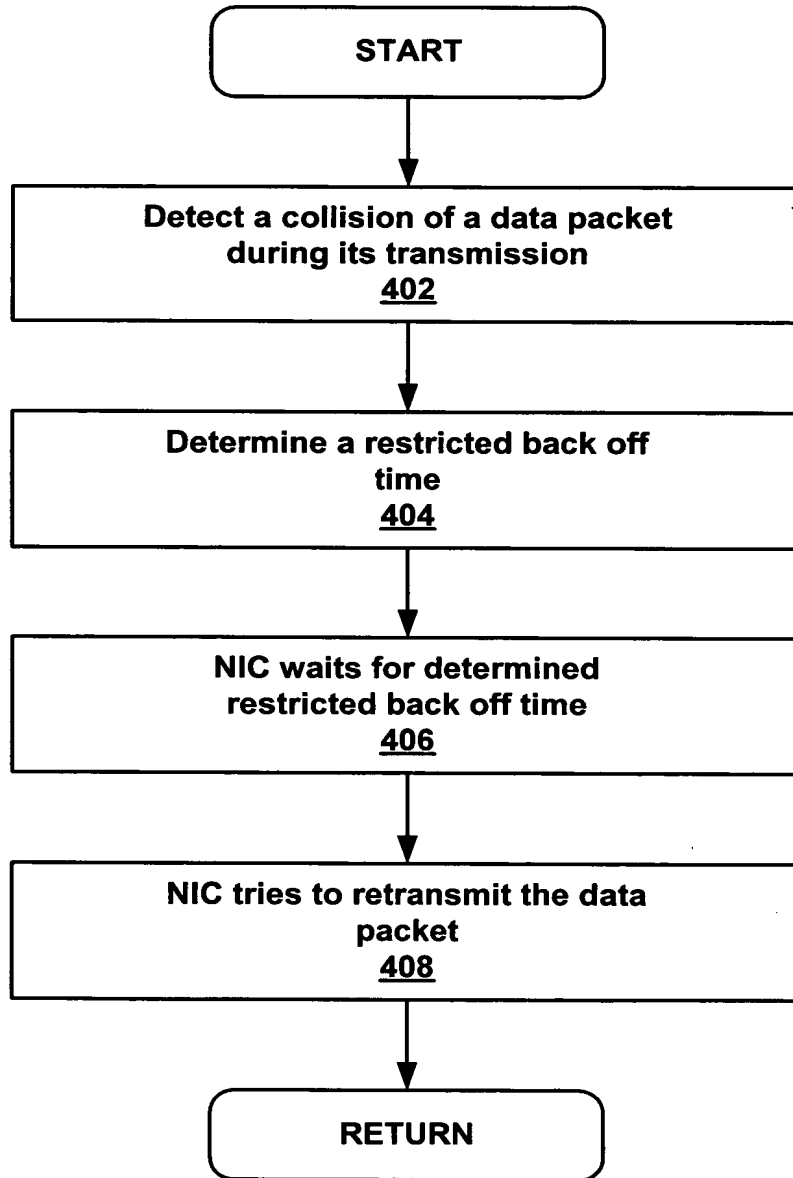 START
Detect a collision of a data packet
during its transmission
402
Determine a restricted back off
time
404
NIC waits for determined
restricted back off time
406
NIC tries to retransmit the data
packet
408
RETURN